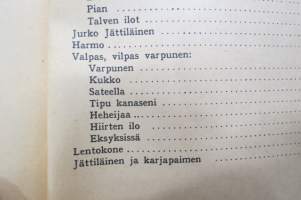 Pian
Talven ilot
Jurko Jättiläinen
Harmo
Valpas, vilpas varpunen:
Varpunen
Kukko
Sateella
Tipu kanaseni
Heheijaa..
Hiirten ilo
Eksyksissä
Lentokone
Jättiläinen ja karjapaimen